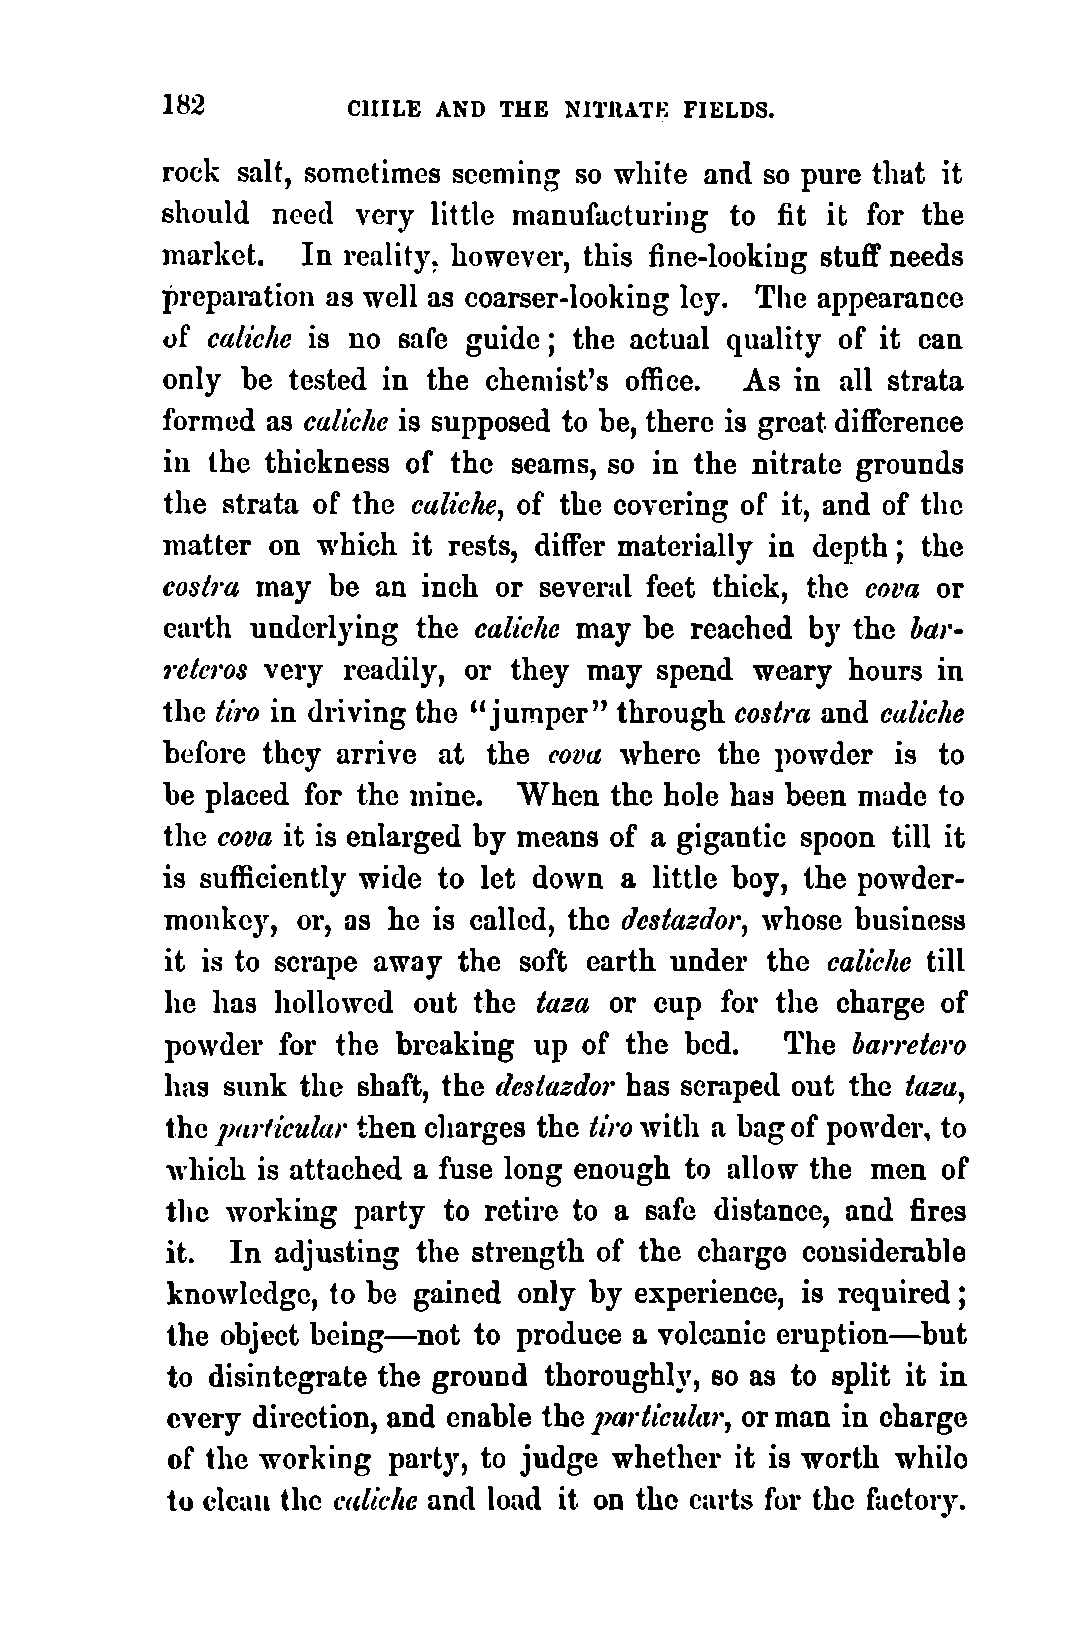 182 CHILE AND THE NITRATE FIELDS.
rock salt, sometimes seeming so white and so pure that it
should need very little manufacturing to fit it for the
market. In reality, however, this fine-looking stuff needs
preparation as well as coarser-looking ley. The appearance
of caliche is no safe guide; the actual quality of it can
only be tested in the chemist's office. As in all strata
formed as caliche is supposed to be, there is great difference
in the thickness of the seams, so in the nitrate grounds
the strata of the caliche, of the covering of it, and of the
matter on which it rests, differ materially in depth; the
costra may be an inch or several feet thick, the cova or
earth underlying the caliche may be reached by the bar-
reteros very readily, or they may spend weary hours in
the tiro in driving the "jumper" through costra and caliche
before they arrive at the cova where the powder is to
be placed for the mine. When the hole has been made to
the cova it is enlarged by means of a gigantic spoon till it
is sufficiently wide to let down a little boy, the powder-
monkey, or, as he is called, the destazdor, whose business
it is to scrape away the soft earth under the caliche till
he has hollowed out the taza or cup for the charge of
powder for the breaking up of the bed. The barretero
has sunk the shaft, the destazdor has scraped out the taza,
the particular then charges the tiro with a bag of powder, to
which is attached a fuse long enough to allow the men of
the working party to retire to a safe distance, and fires
it. In adjusting the strength of the charge considerable
knowledge, to be gained only by experience, is required;
the object being—not to produce a volcanic eruption—but
to disintegrate the ground thoroughly, so as to split it in
every direction, and enable the particular, or man in charge
of the working party, to judge whether it is worth while
to clean the caliche and load it on the carts for the factory.